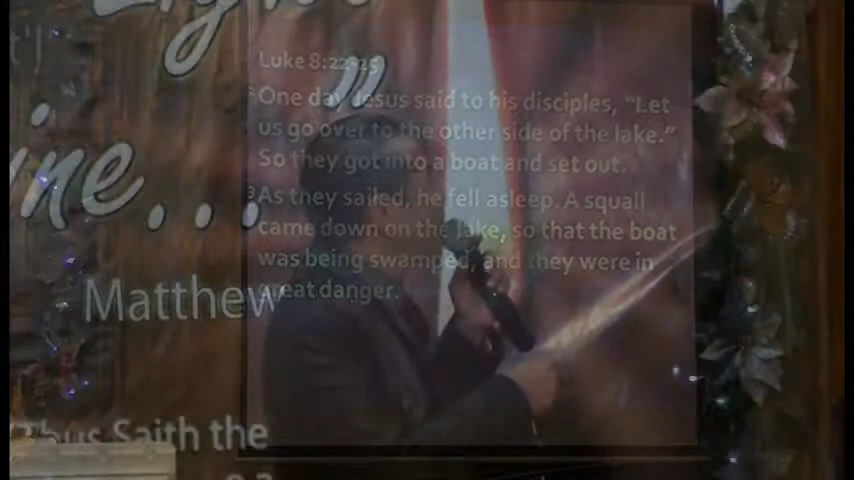 Light
ine...”
Matthew
Thus Saith the
Luke 8:22-25
One day Jesus said to his disciples, “Let
us go over to the other side of the lake.”
So they got into a boat and set out.
As they sailed, he fell asleep. A squall
came down on the lake, so that the boat
was being swamped, and they were in
great danger.